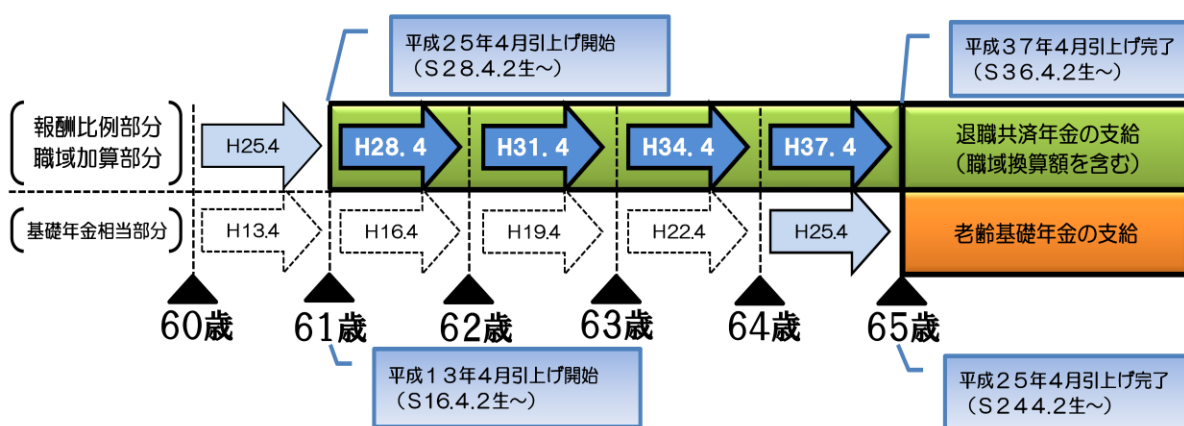 平成25年4月引上げ開始
(S28.4.2生~)
平成37年4月引上げ完了
(S36.4.2生~)
報酬比例部分
職域加算部分
H25.4
H28.4
H31.4
H34.4
H37.4
退職共済年金の支給
(職域換算額を含む)
基礎年金相当部分
H13.4
H16.4
H19.4
H22.4
H25.4
老齢基礎年金の支給
60歳
61歳
62歳
63歳
64歳
65歳
平成13年4月引上げ開始
(S16.4.2生~)
平成25年4月引上げ完了
(S244.2生~)